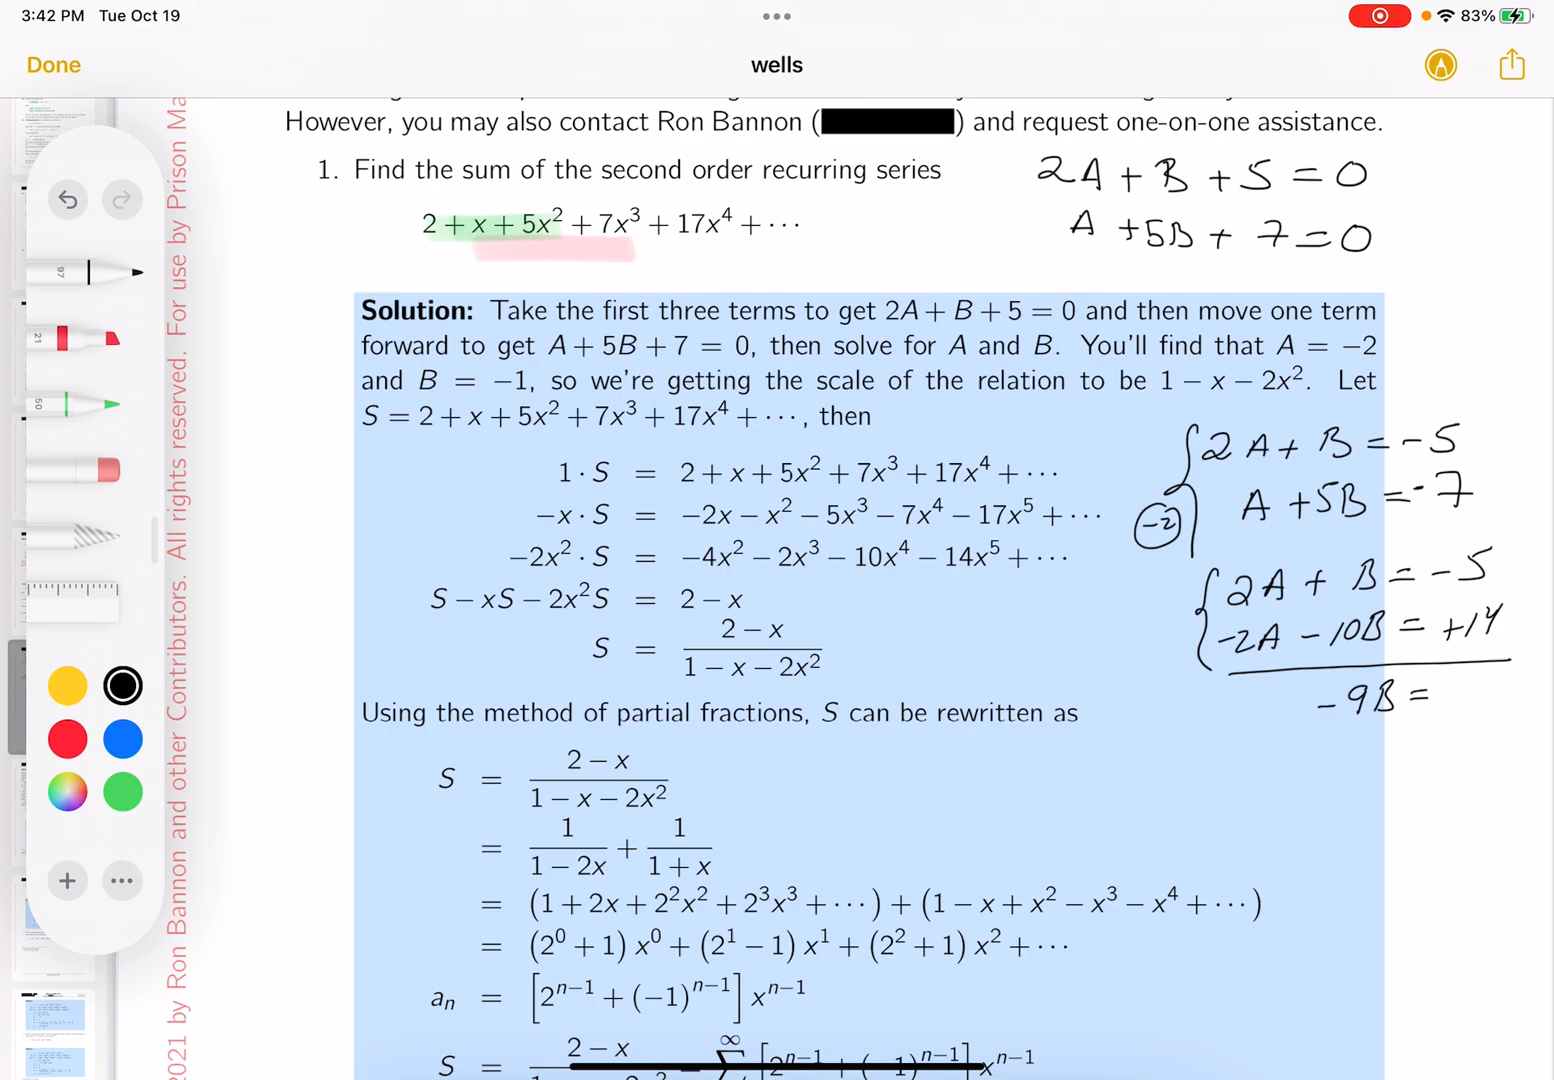 3:42 PM Tue Oct 19
83%
Done
wells
However, you may also contact Ron Bannon ( ) and request one-on-one assistance.
1. Find the sum of the second order recurring series
2 + x + 5x² + 7x³ + 17x⁴ + ⋯
2A + B + 5 = 0
A + 5B + 7 = 0
Solution: Take the first three terms to get 2A + B + 5 = 0 and then move one term
forward to get A + 5B + 7 = 0, then solve for A and B. You'll find that A = −2
and B = −1, so we're getting the scale of the relation to be 1 − x − 2x². Let
S = 2 + x + 5x² + 7x³ + 17x⁴ + ⋯, then
1 · S = 2 + x + 5x² + 7x³ + 17x⁴ + ⋯
−x · S = −2x − x² − 5x³ − 7x⁴ − 17x⁵ + ⋯
−2x² · S = −4x² − 2x³ − 10x⁴ − 14x⁵ + ⋯
S − xS − 2x²S = 2 − x
S = (2 − x)/(1 − x − 2x²)
2A + B = −5
−2 A + 5B = −7
2A + B = −5
−2A − 10B = +14
−9B =
Using the method of partial fractions, S can be rewritten as
S = (2 − x)/(1 − x − 2x²)
= 1/(1 − 2x) + 1/(1 + x)
= (1 + 2x + 2²x² + 2³x³ + ⋯) + (1 − x + x² − x³ − x⁴ + ⋯)
= (2⁰ + 1) x⁰ + (2¹ − 1) x¹ + (2² + 1) x² + ⋯
aₙ = [2ⁿ⁻¹ + (−1)ⁿ⁻¹] xⁿ⁻¹
2021 by Ron Bannon and other Contributors. All rights reserved. For use by Prison Ma
97
21
50